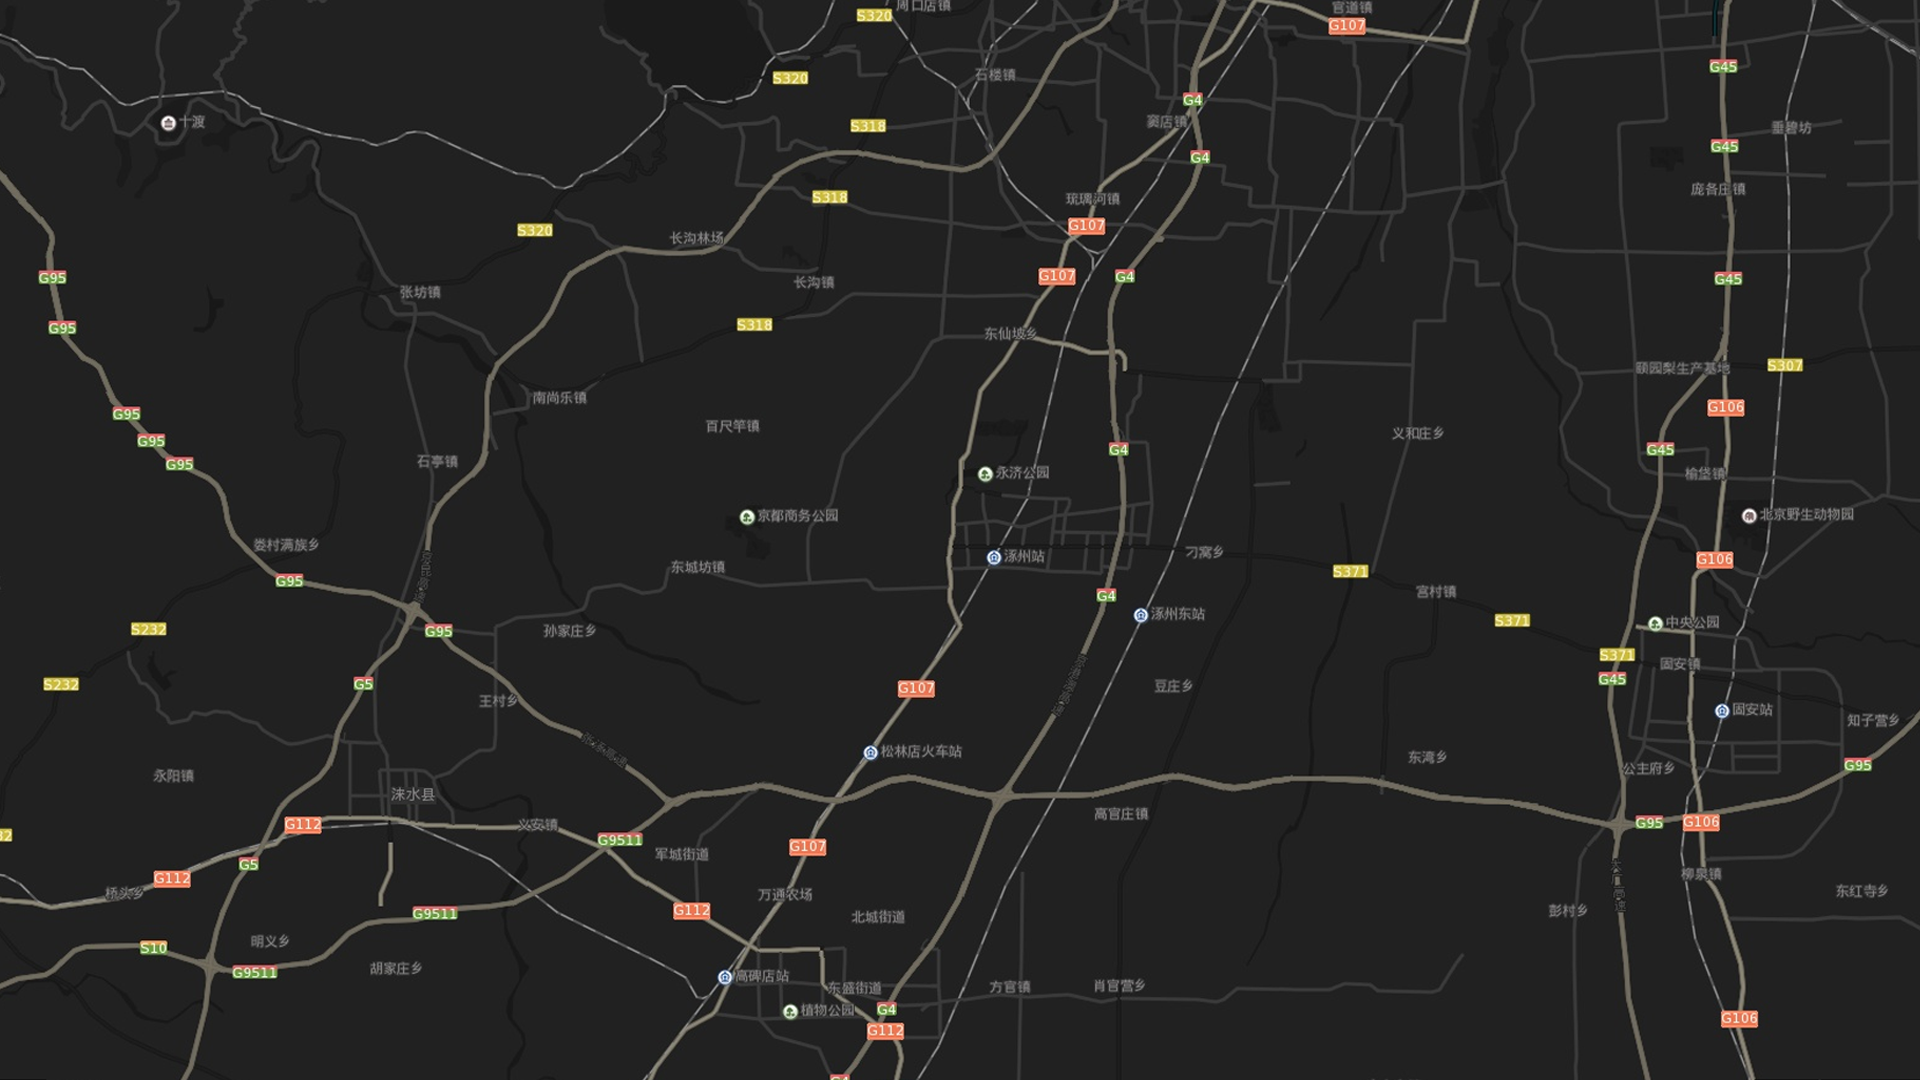 周口店镇
S320
官道镇
G107
G45
石楼镇
S320
G4
十渡
窦店镇
S318
垂碧坊
G45
G4
庞各庄镇
琉璃河镇
S318
G107
S320
长沟林场
G95
G107
G4
G45
长沟镇
张坊镇
G95
S318
东仙坡乡
S307
颐园梨生产基地
南尚乐镇
G106
G95
百尺竿镇
义和庄乡
G95
G4
G45
石亭镇
G95
永济公园
榆垡镇
京都商务公园
北京野生动物园
娄村满族乡
刁窝乡
涿州站
G106
东城坊镇
S371
G95
宫村镇
G4
涿州东站
S371
中央公园
S232
G95
孙家庄乡
S371
固安镇
G45
S232
G5
G107
豆庄乡
王村乡
固安站
知子营乡
张涿高速
松林店火车站
东湾乡
G95
公主府乡
永阳镇
涞水县
高官庄镇
G112
义安镇
G95
G106
G9511
G107
军城街道
G5
G112
桥头乡
万通农场
柳泉镇
东红寺乡
G9511
G112
北城街道
彭村乡
S10
明义乡
G9511
胡家庄乡
高碑店站
东盛街道
方官镇
肖官营乡
植物公园
G4
G112
G106